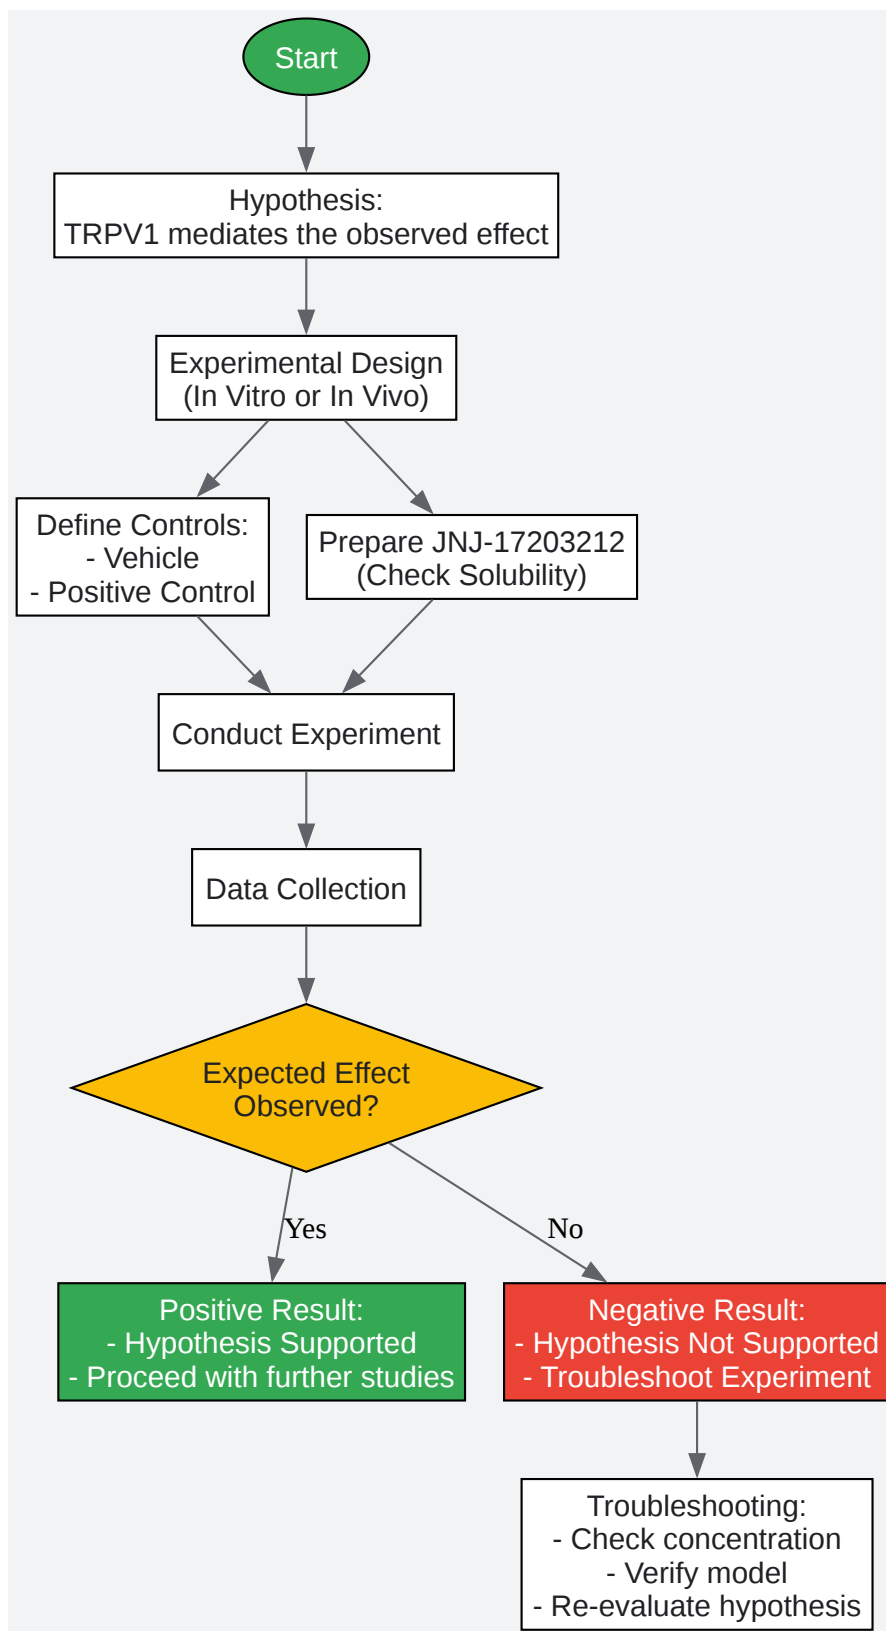 Start
Hypothesis:
TRPV1 mediates the observed effect
Experimental Design
(In Vitro or In Vivo)
Define Controls:
- Vehicle
- Positive Control
Prepare JNJ-17203212
(Check Solubility)
Conduct Experiment
Data Collection
Expected Effect
Observed?
Yes
No
Positive Result:
- Hypothesis Supported
- Proceed with further studies
Negative Result:
- Hypothesis Not Supported
- Troubleshoot Experiment
Troubleshooting:
- Check concentration
- Verify model
- Re-evaluate hypothesis